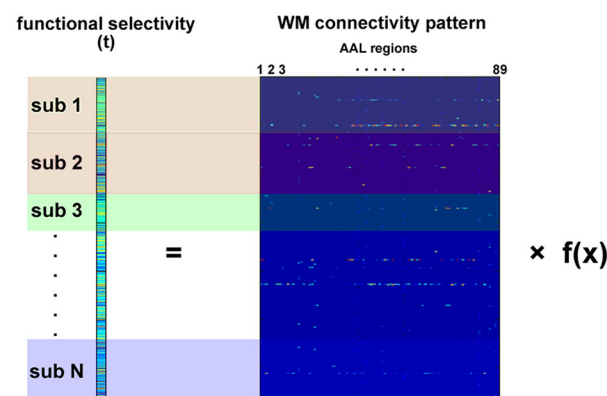 functional selectivity
(t)
WM connectivity pattern
AAL regions
1 2 3 . . . . . . 89
sub 1
sub 2
sub 3
.
.
.
.
.
.
sub N
=
× f(x)